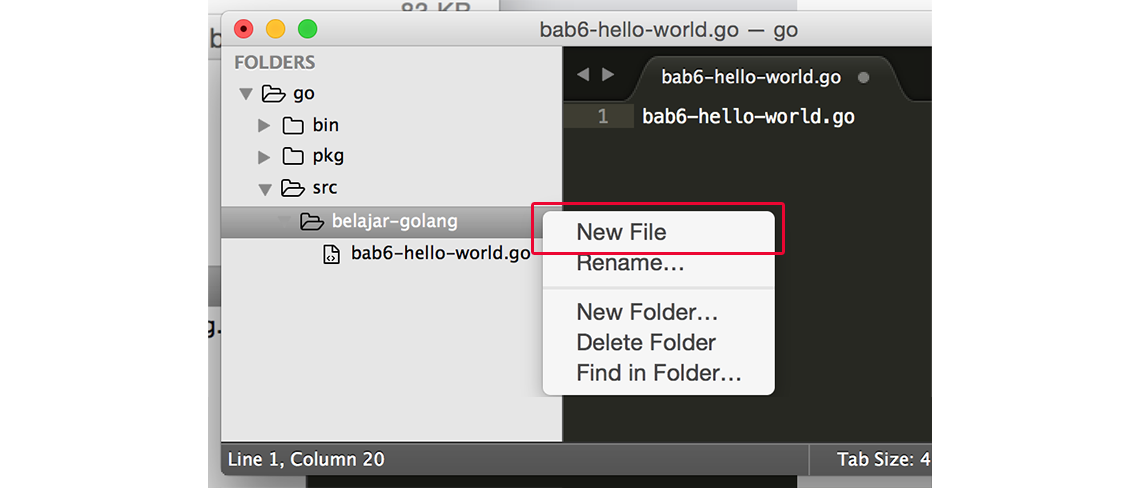 bab6-hello-world.go — go
FOLDERS
go
bin
pkg
src
belajar-golang
bab6-hello-world.go
bab6-hello-world.go
1 bab6-hello-world.go
New File
Rename...
New Folder...
Delete Folder
Find in Folder...
Line 1, Column 20
Tab Size: 4